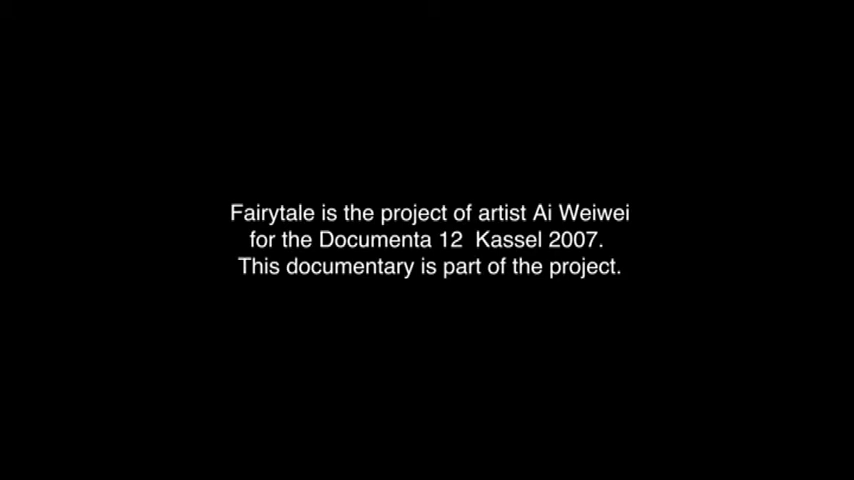 Fairytale is the project of artist Ai Weiwei
for the Documenta 12 Kassel 2007.
This documentary is part of the project.